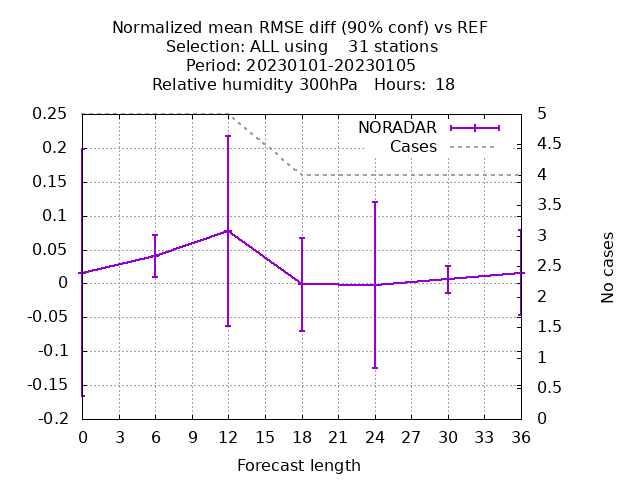 Normalized mean RMSE diff (90% conf) vs REF
Selection: ALL using    31 stations
Period: 20230101-20230105
Relative humidity 300hPa   Hours:  18
NORADAR
Cases
0.25
0.2
0.15
0.1
0.05
0
-0.05
-0.1
-0.15
-0.2
5
4.5
4
3.5
3
2.5
2
1.5
1
0.5
0
No cases
0 3 6 9 12 15 18 21 24 27 30 33 36
Forecast length